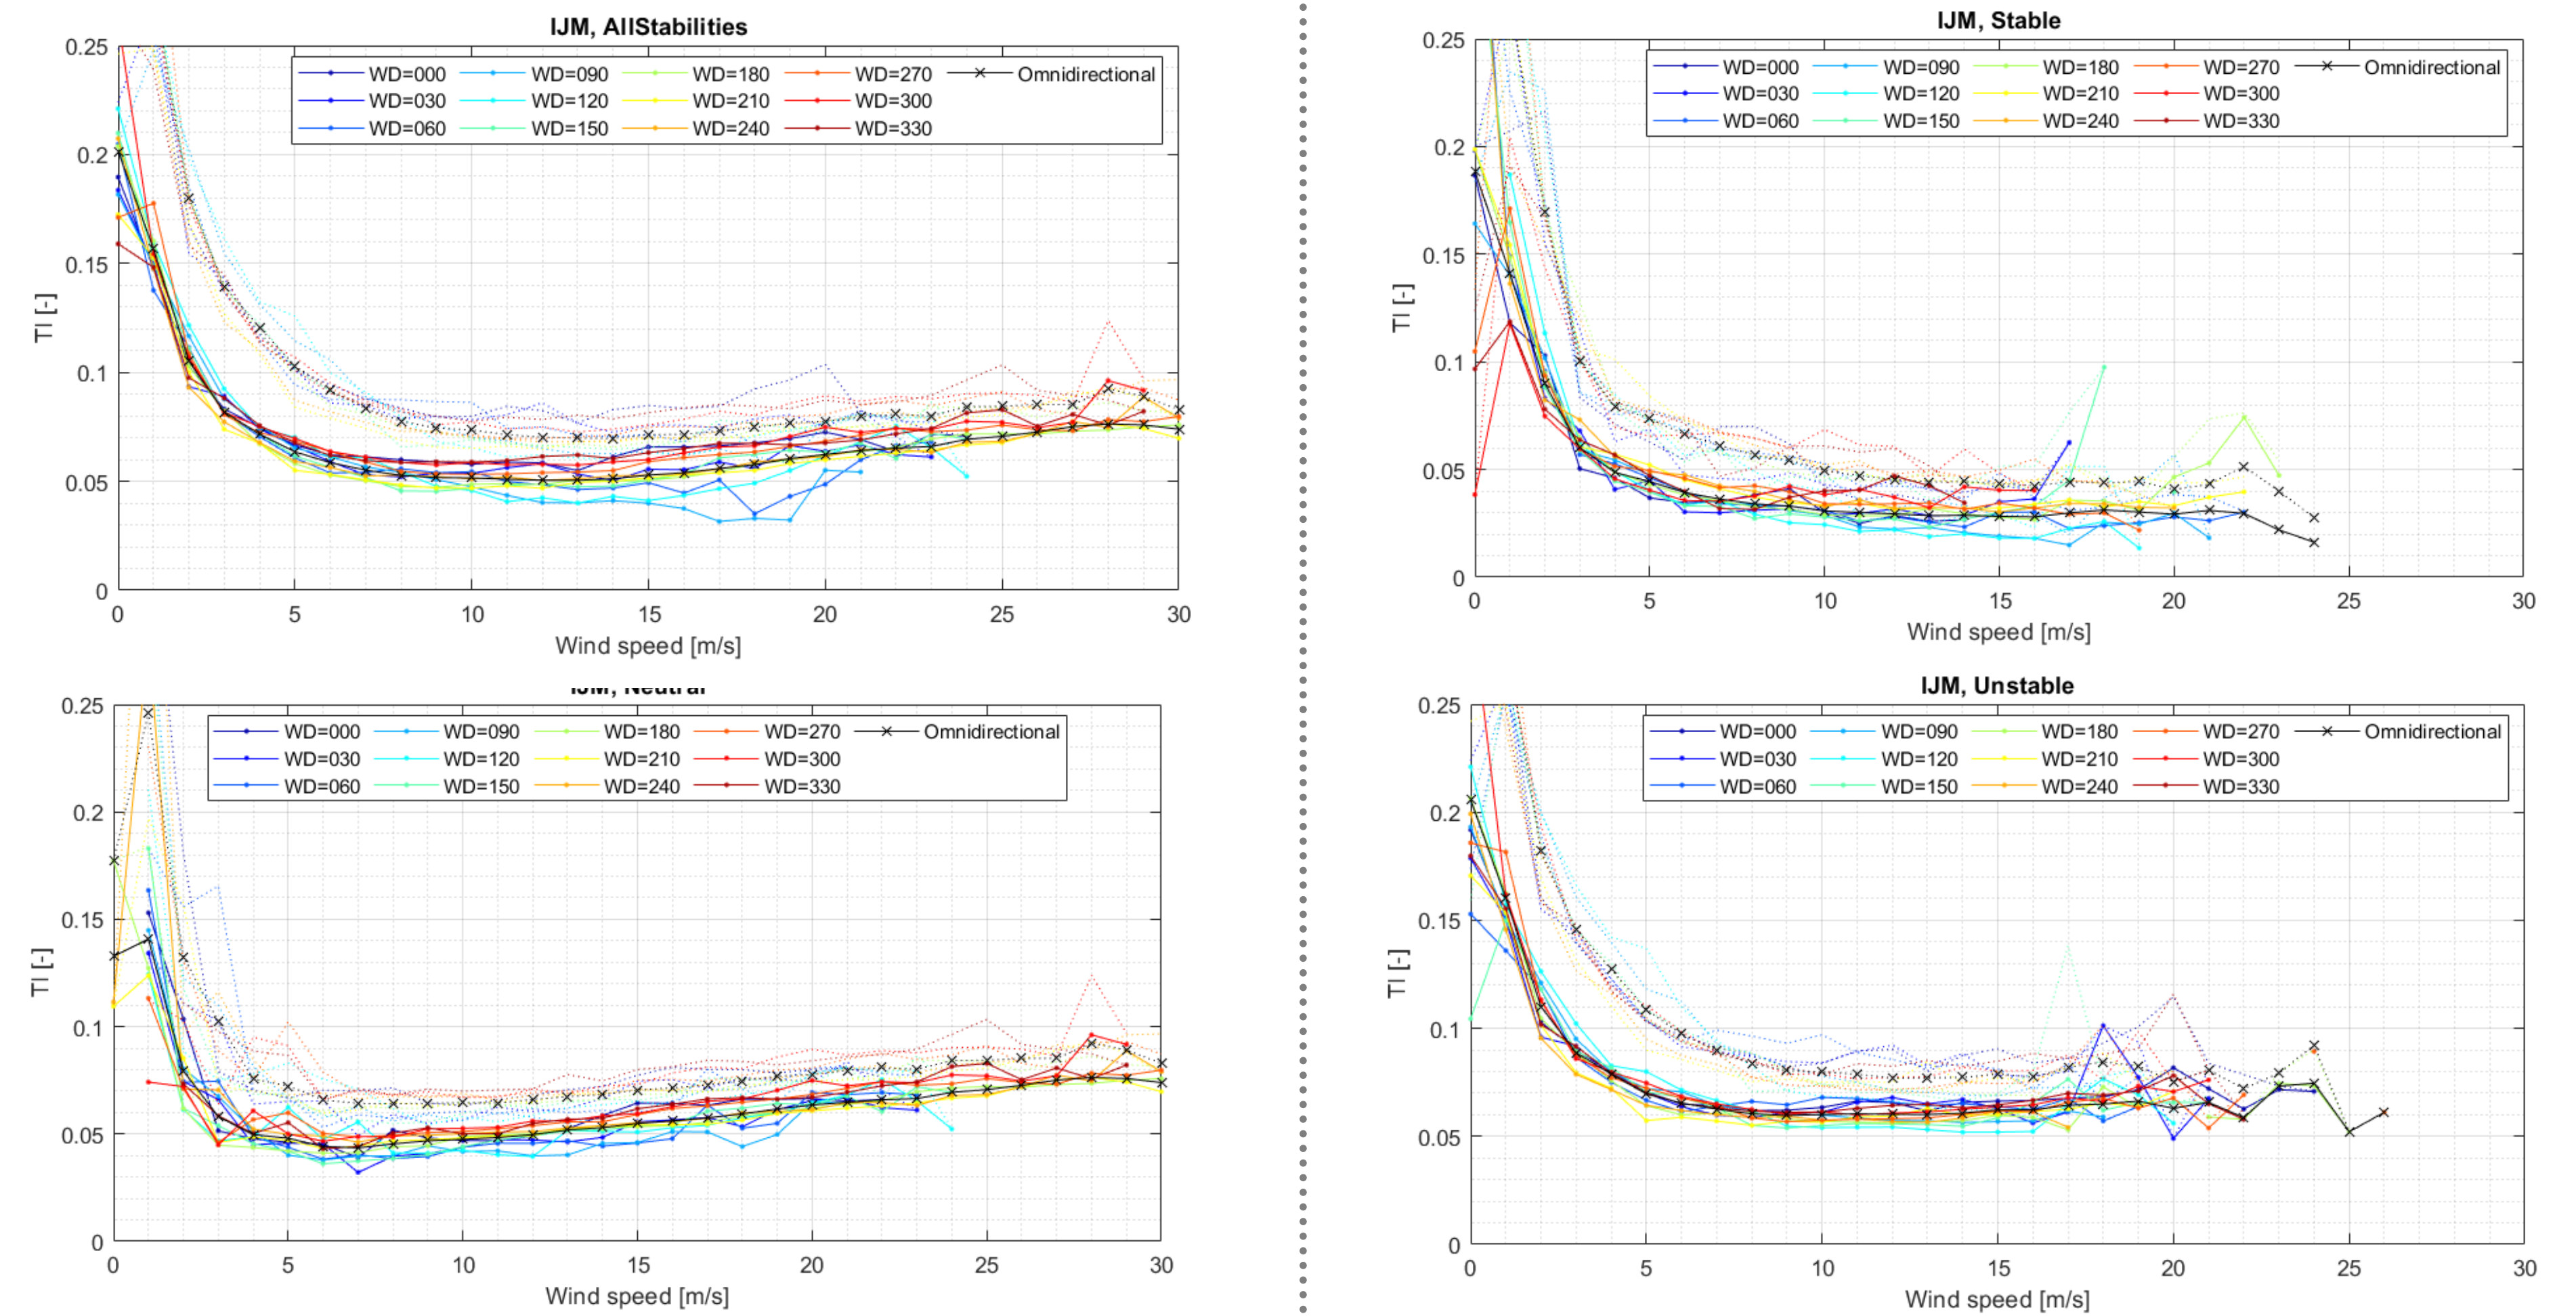 IJM, AllStabilities
0.25
0.2
0.15
0.1
0.05
0
TI [-]
WD=000 WD=090 WD=180 WD=270 Omnidirectional
WD=030 WD=120 WD=210 WD=300
WD=060 WD=150 WD=240 WD=330
0 5 10 15 20 25 30
Wind speed [m/s]
IJM, Stable
0.25
0.2
0.15
0.1
0.05
0
TI [-]
WD=000 WD=090 WD=180 WD=270 Omnidirectional
WD=030 WD=120 WD=210 WD=300
WD=060 WD=150 WD=240 WD=330
0 5 10 15 20 25 30
Wind speed [m/s]
IJM, Neutral
0.25
0.2
0.15
0.1
0.05
0
TI [-]
WD=000 WD=090 WD=180 WD=270 Omnidirectional
WD=030 WD=120 WD=210 WD=300
WD=060 WD=150 WD=240 WD=330
0 5 10 15 20 25 30
Wind speed [m/s]
IJM, Unstable
0.25
0.2
0.15
0.1
0.05
0
TI [-]
WD=000 WD=090 WD=180 WD=270 Omnidirectional
WD=030 WD=120 WD=210 WD=300
WD=060 WD=150 WD=240 WD=330
0 5 10 15 20 25 30
Wind speed [m/s]